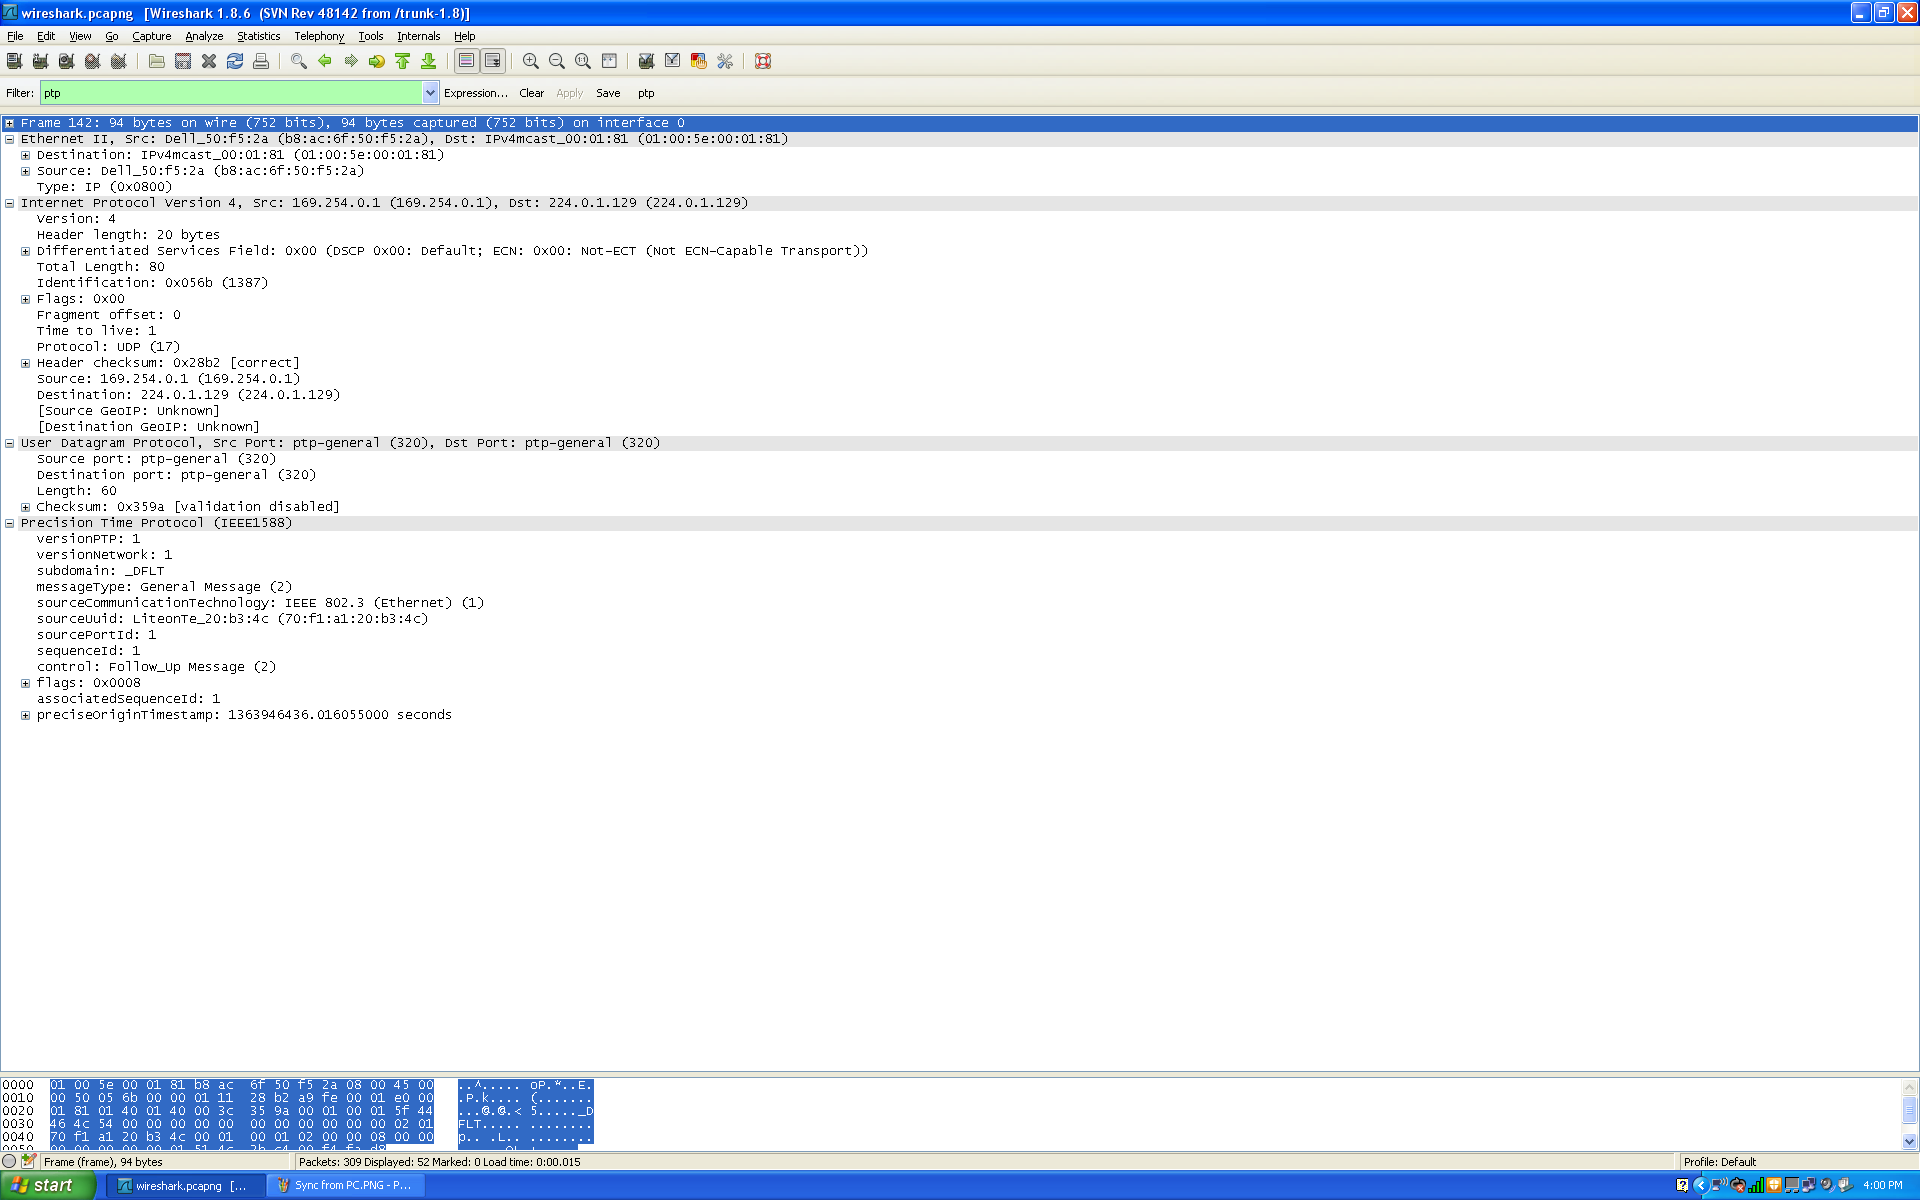 wireshark.pcapng   [Wireshark 1.8.6  (SVN Rev 48142 from /trunk-1.8)]
File Edit View Go Capture Analyze Statistics Telephony Tools Internals Help
Filter: ptp Expression... Clear Apply Save ptp
Frame 142: 94 bytes on wire (752 bits), 94 bytes captured (752 bits) on interface 0
Ethernet II, Src: Dell_50:f5:2a (b8:ac:6f:50:f5:2a), Dst: IPv4mcast_00:01:81 (01:00:5e:00:01:81)
Destination: IPv4mcast_00:01:81 (01:00:5e:00:01:81)
Source: Dell_50:f5:2a (b8:ac:6f:50:f5:2a)
Type: IP (0x0800)
Internet Protocol Version 4, Src: 169.254.0.1 (169.254.0.1), Dst: 224.0.1.129 (224.0.1.129)
Version: 4
Header length: 20 bytes
Differentiated Services Field: 0x00 (DSCP 0x00: Default; ECN: 0x00: Not-ECT (Not ECN-Capable Transport))
Total Length: 80
Identification: 0x056b (1387)
Flags: 0x00
Fragment offset: 0
Time to live: 1
Protocol: UDP (17)
Header checksum: 0x28b2 [correct]
Source: 169.254.0.1 (169.254.0.1)
Destination: 224.0.1.129 (224.0.1.129)
[Source GeoIP: Unknown]
[Destination GeoIP: Unknown]
User Datagram Protocol, Src Port: ptp-general (320), Dst Port: ptp-general (320)
Source port: ptp-general (320)
Destination port: ptp-general (320)
Length: 60
Checksum: 0x359a [validation disabled]
Precision Time Protocol (IEEE1588)
versionPTP: 1
versionNetwork: 1
subdomain: _DFLT
messageType: General Message (2)
sourceCommunicationTechnology: IEEE 802.3 (Ethernet) (1)
sourceUuid: LiteonTe_20:b3:4c (70:f1:a1:20:b3:4c)
sourcePortId: 1
sequenceId: 1
control: Follow_Up Message (2)
flags: 0x0008
associatedSequenceId: 1
preciseOriginTimestamp: 1363946436.016055000 seconds
0000 01 00 5e 00 01 81 b8 ac 6f 50 f5 2a 08 00 45 00 ..^..... oP.*..E.
0010 00 50 05 6b 00 00 01 11 28 b2 a9 fe 00 01 e0 00 .P.k.... (.......
0020 01 81 01 40 01 40 00 3c 35 9a 00 01 00 01 5f 44 ...@.@.< 5....._D
0030 46 4c 54 00 00 00 00 00 00 00 00 00 00 00 02 01 FLT..... ........
0040 70 f1 a1 20 b3 4c 00 01 00 01 02 00 00 08 00 00 p.. .L.. ........
Frame (frame), 94 bytes Packets: 309 Displayed: 52 Marked: 0 Load time: 0:00.015 Profile: Default
start wireshark.pcapng [... Sync from PC.PNG - P... 4:00 PM